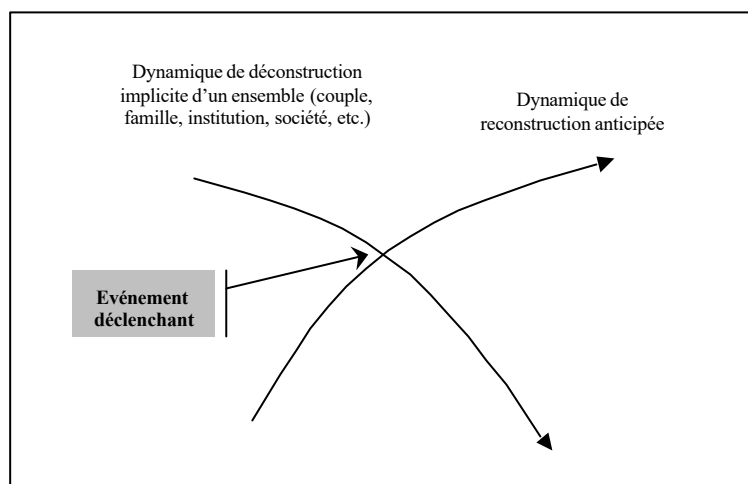 Dynamique de déconstruction
implicite d'un ensemble (couple,
famille, institution, société, etc.)
Dynamique de
reconstruction anticipée
Evénement
déclenchant